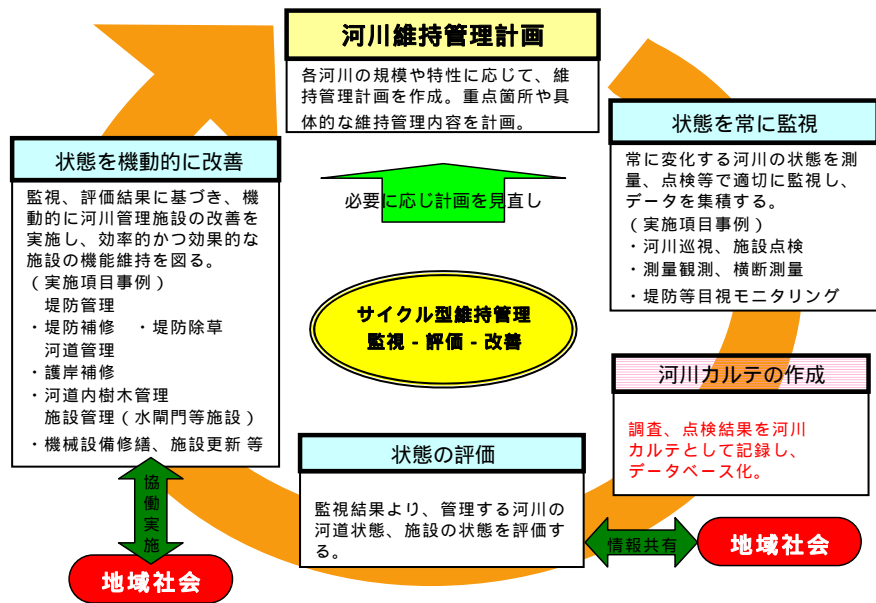 河川維持管理計画
各河川の規模や特性に応じて、維
持管理計画を作成。重点箇所や具
体的な維持管理内容を計画。
状態を常に監視
常に変化する河川の状態を測
量、点検等で適切に監視し、
データを集積する。
(実施項目事例)
・河川巡視、施設点検
・測量観測、横断測量
・堤防等目視モニタリング
河川カルテの作成
調査、点検結果を河川
カルテとして記録し、
データベース化。
状態の評価
監視結果より、管理する河川の
河道状態、施設の状態を評価す
る。
情報共有
地域社会
状態を機動的に改善
監視、評価結果に基づき、機
動的に河川管理施設の改善を
実施し、効率的かつ効果的な
施設の機能維持を図る。
(実施項目事例)
堤防管理
・堤防補修 ・堤防除草
河道管理
・護岸補修
・河道内樹木管理
施設管理(水閘門等施設)
・機械設備修繕、施設更新 等
協働実施
地域社会
必要に応じ計画を見直し
サイクル型維持管理
監視 - 評価 - 改善